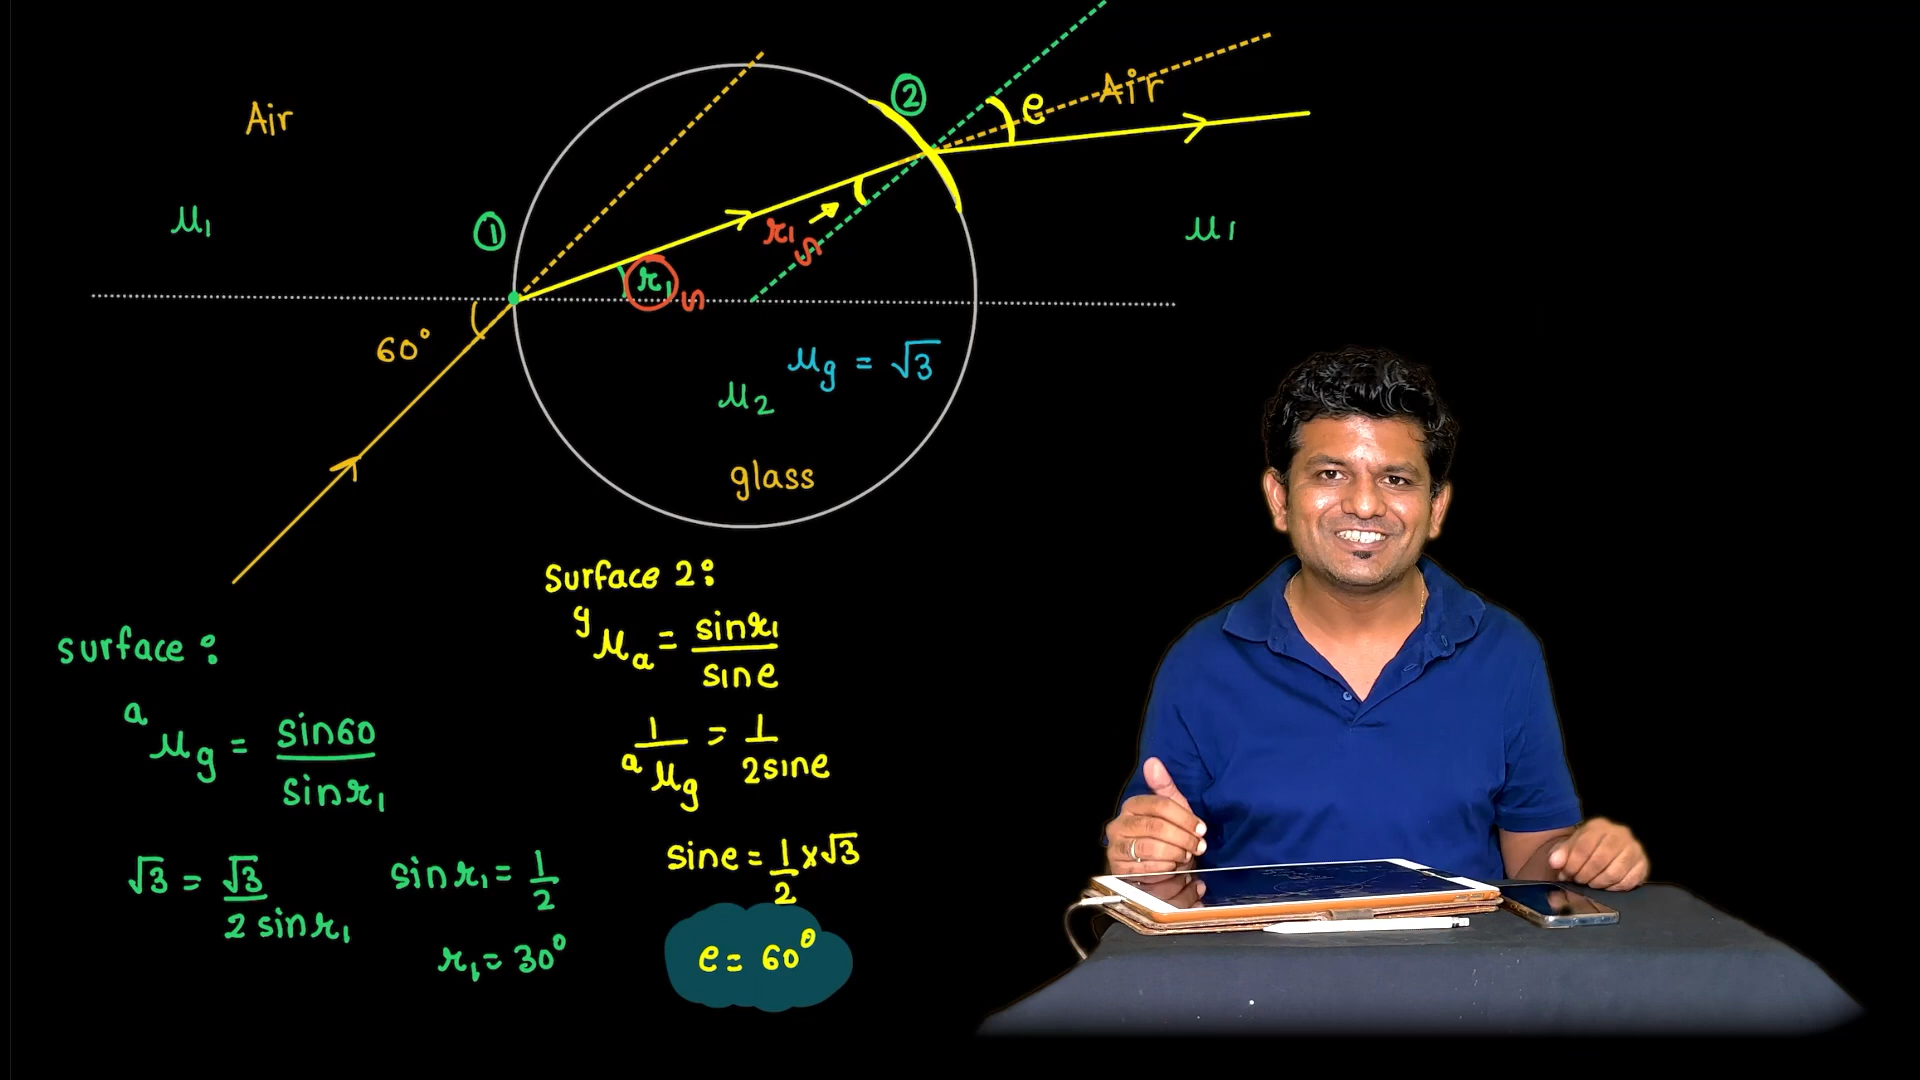 Air
μ₁
①
60°
②
e
Air
μ₁
r₁
r₁
μg = √3
μ₂
glass
surface :
ᵃμg = sin60 / sinr₁
√3 = √3 / 2 sinr₁
sinr₁ = 1/2
r₁ = 30°
surface 2:
ᵍμₐ = sinr₁ / sine
1 / ᵃμg = 1 / 2sine
sine = 1/2 x √3
e = 60°